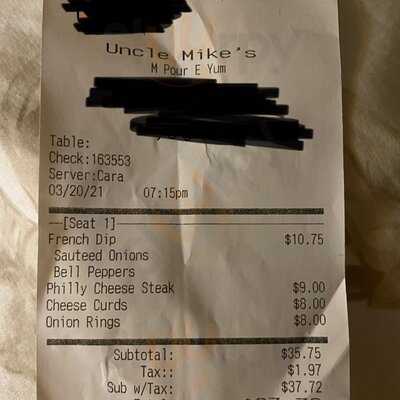 Uncle Mike's
M Pour E Yum
Table:
Check:163553
Server:Cara
03/20/21 07:15pm
[Seat 1]
French Dip $10.75
Sauteed Onions
Bell Peppers
Philly Cheese Steak $9.00
Cheese Curds $8.00
Onion Rings $8.00
Subtotal: $35.75
Tax:: $1.97
Sub w/Tax: $37.72